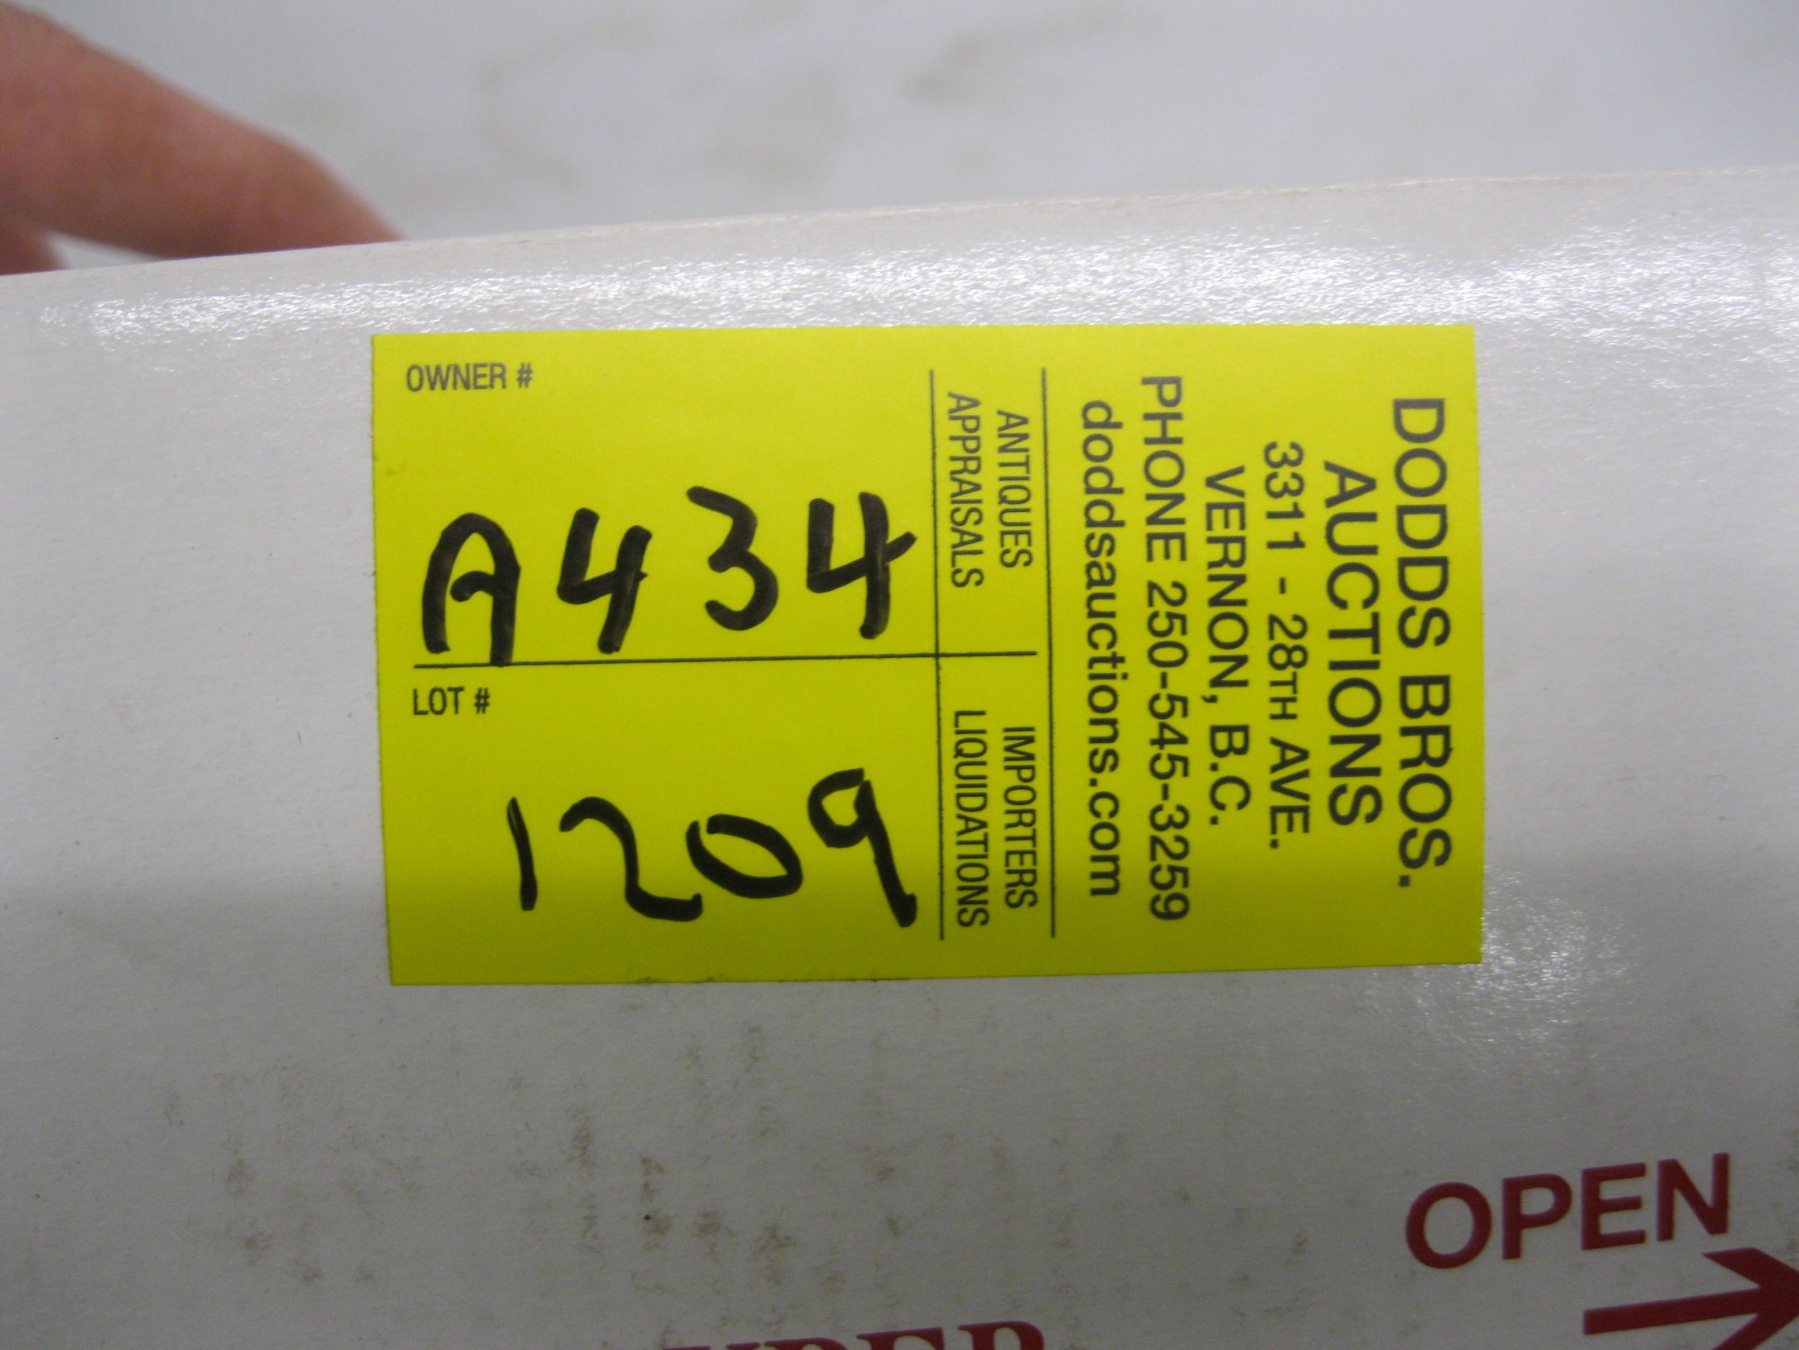 DODDS BROS.
AUCTIONS
3311 - 28TH AVE.
VERNON, B.C.
PHONE 250-545-3259
doddsauctions.com
ANTIQUES
APPRAISALS
IMPORTERS
LIQUIDATIONS
OWNER #
A434
LOT #
1209
OPEN